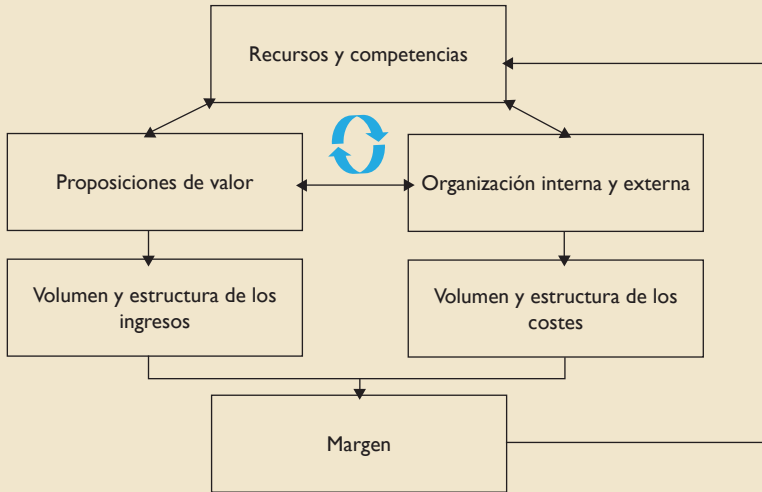 Recursos y competencias
Proposiciones de valor
Organización interna y externa
Volumen y estructura de los
ingresos
Volumen y estructura de los
costes
Margen